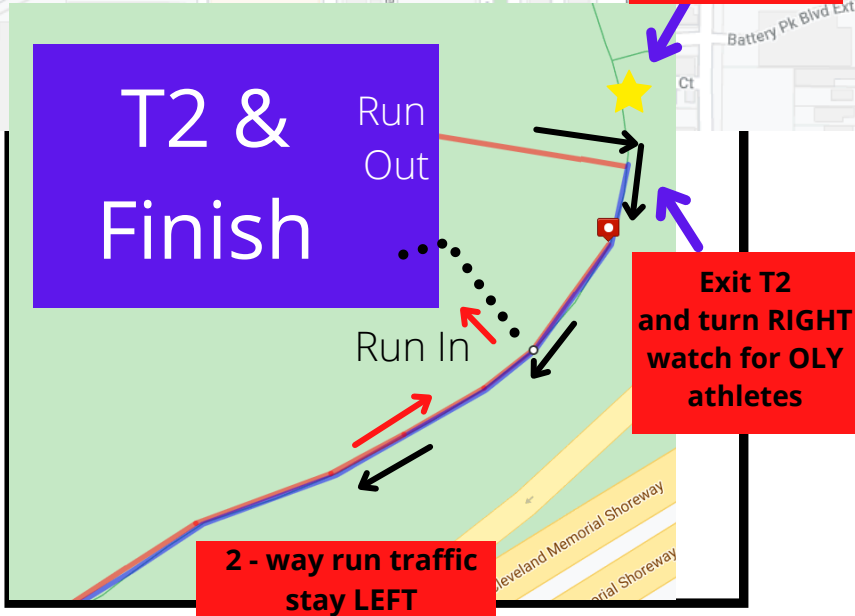 Battery Pk Blvd Ext
Ct
T2 &
Finish
Run
Out
Run In
Exit T2
and turn RIGHT
watch for OLY
athletes
Cleveland Memorial Shoreway
Memorial Shoreway
2 - way run traffic
stay LEFT